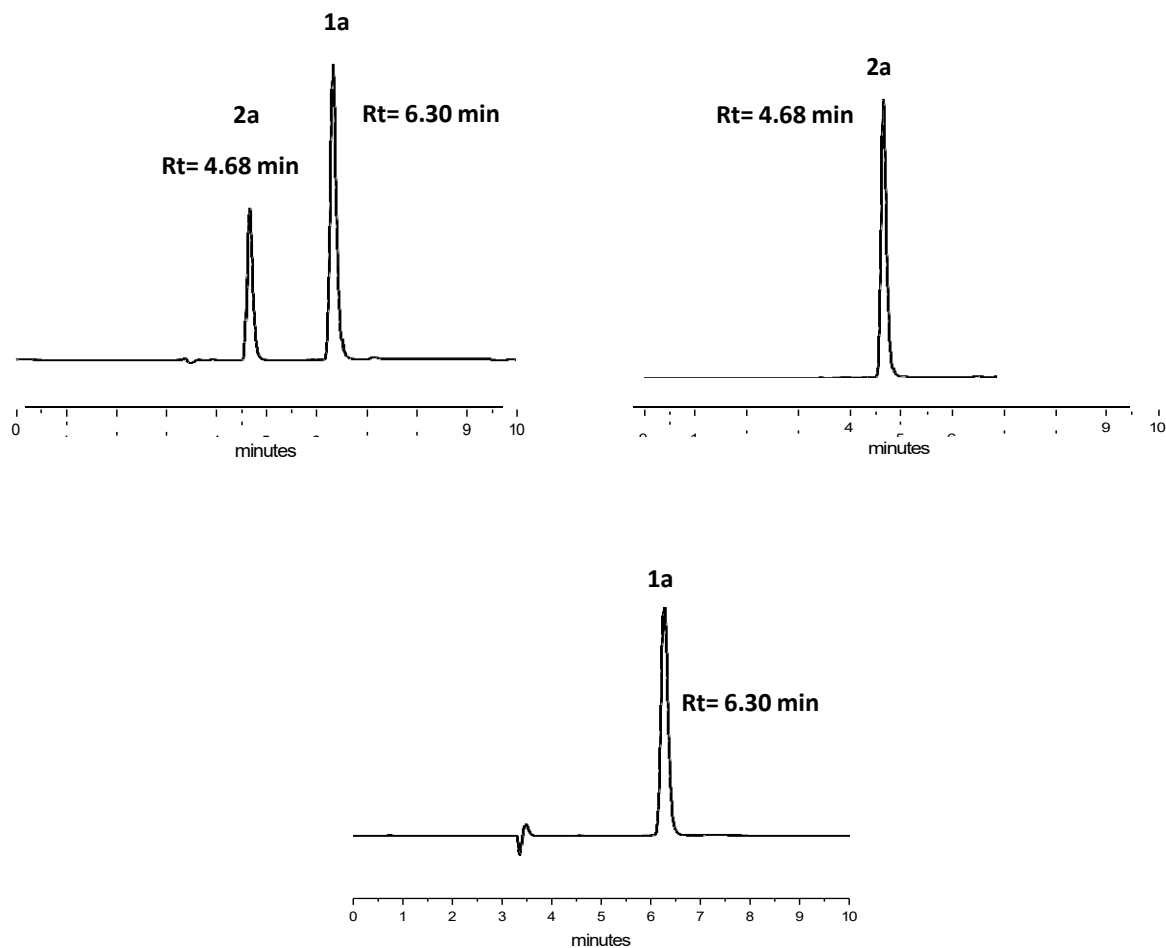 1a
2a
Rt= 6.30 min
Rt= 4.68 min
0 9 10
minutes
2a
Rt= 4.68 min
4 9 10
minutes
1a
Rt= 6.30 min
0 1 2 3 4 5 6 7 8 9 10
minutes